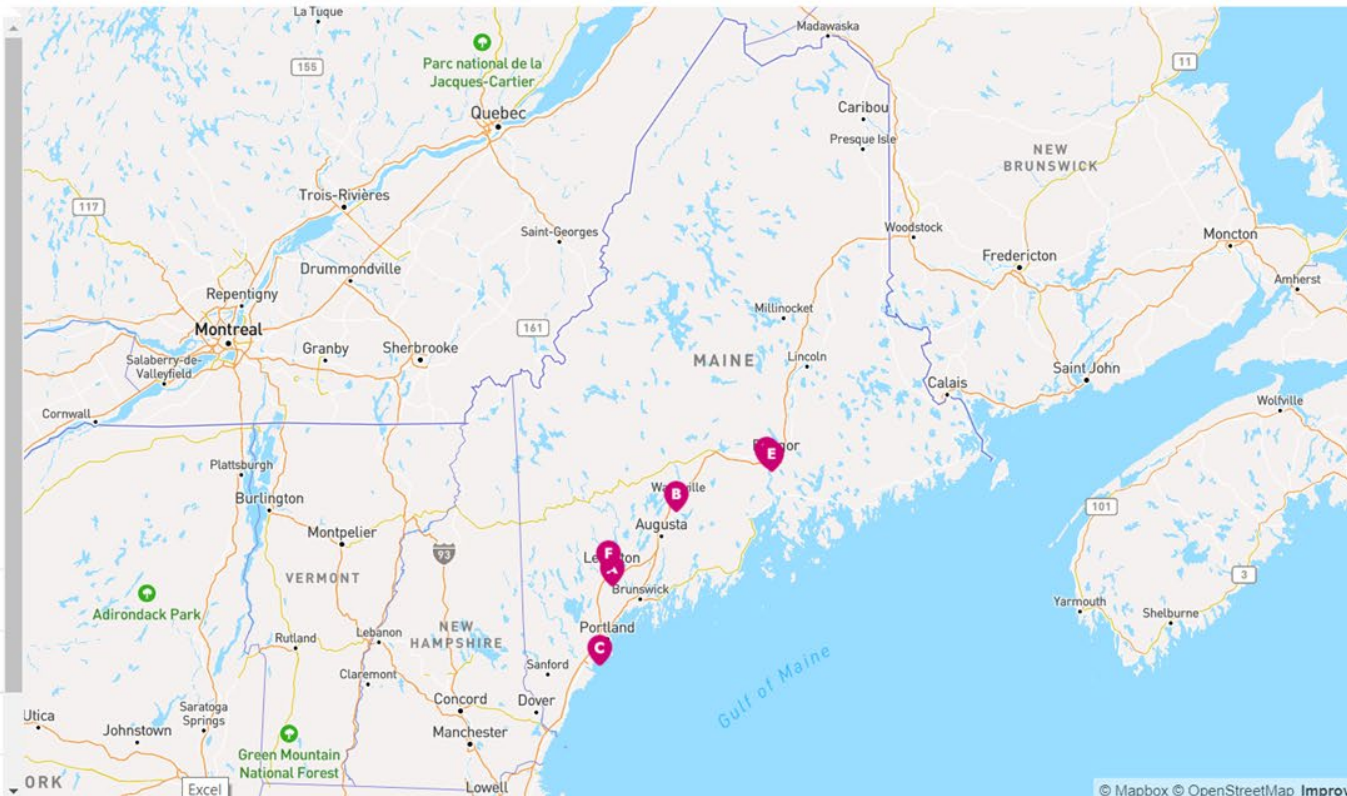 La Tuque
Madawaska
155
Parc national de la
Jacques-Cartier
11
Quebec
Caribou
Presque Isle
NEW
BRUNSWICK
Trois-Rivières
117
Saint-Georges
Woodstock
Moncton
Fredericton
Drummondville
Amherst
Repentigny
Millinocket
Montreal
161
Granby
Sherbrooke
MAINE
Lincoln
Salaberry-de-
Valleyfield
Saint John
Calais
Wolfville
Cornwall
E
Plattsburgh
B
Burlington
101
Augusta
Montpelier
93
F
VERMONT
A
3
Brunswick
Adirondack Park
Yarmouth
Shelburne
Portland
NEW
HAMPSHIRE
Rutland
Lebanon
C
Sanford
Claremont
Gulf of Maine
Concord
Dover
Utica
Saratoga
Springs
Johnstown
Manchester
Green Mountain
National Forest
ORK
Excel
Lowell
© Mapbox © OpenStreetMap Improv